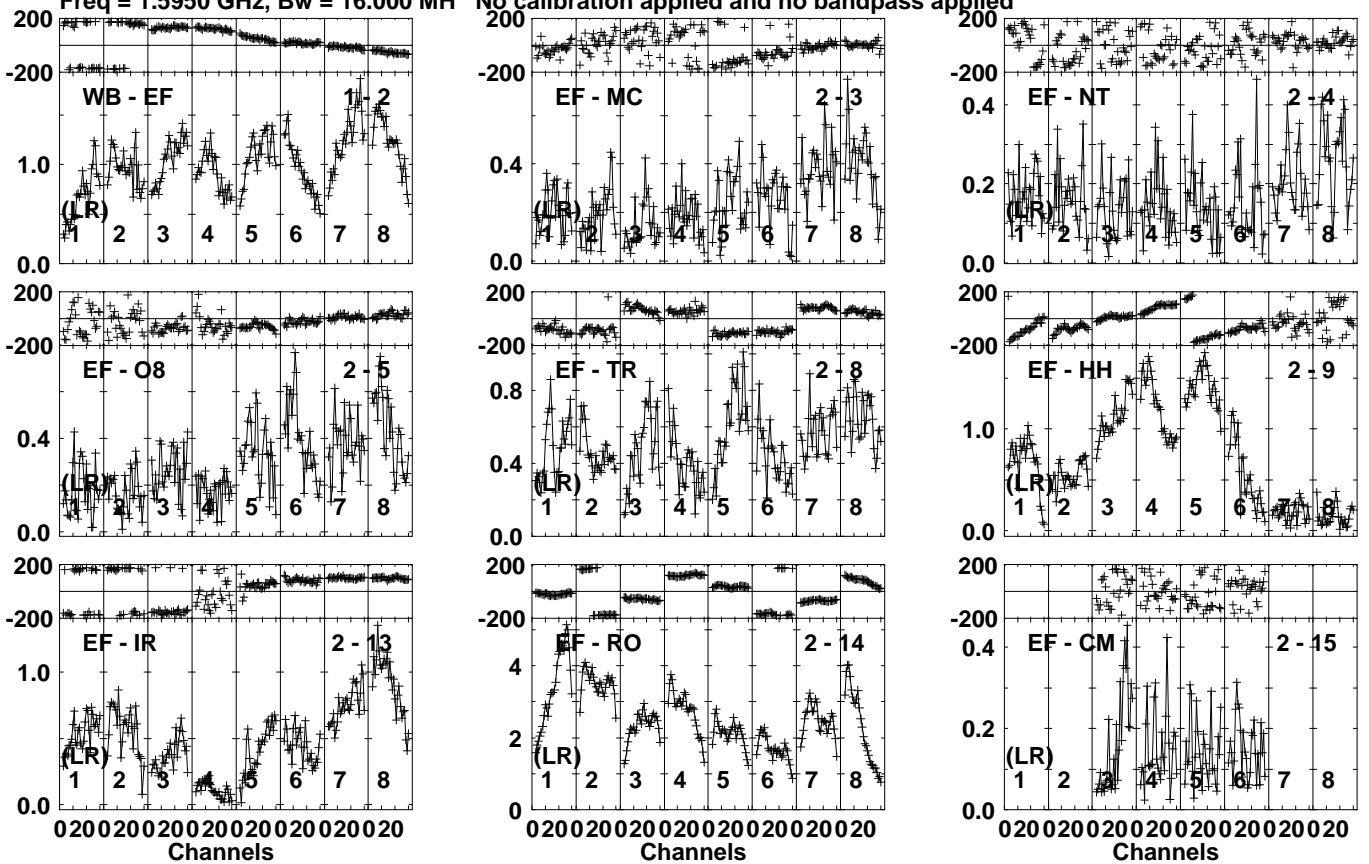 Freq = 1.5950 GHz, Bw = 16.000 MH No calibration applied and no bandpass applied
200
-200
WB - EF 1 - 2
1.0
(LR)
1 2 3 4 5 6 7 8
0.0
200
-200
EF - MC 2 - 3
0.4
(LR)
1 2 3 4 5 6 7 8
0.0
200
-200
EF - NT 2 - 4
0.4
0.2
(LR)
1 2 3 4 5 6 7 8
0.0
200
-200
EF - O8 2 - 5
0.4
(LR)
1 2 3 4 5 6 7 8
0.0
200
-200
EF - TR 2 - 8
0.8
0.4
(LR)
1 2 3 4 5 6 7 8
0.0
200
-200
EF - HH 2 - 9
1.0
(LR)
1 2 3 4 5 6 7 8
0.0
200
-200
EF - IR 2 - 13
1.0
(LR)
1 2 3 4 5 6 7 8
0.0
0 20 0 20 0 20 0 20 0 20 0 20 0 20 0 20
Channels
200
-200
EF - RO 2 - 14
4
2
(LR)
1 2 3 4 5 6 7 8
0
0 20 0 20 0 20 0 20 0 20 0 20 0 20 0 20
Channels
200
-200
EF - CM 2 - 15
0.4
0.2
(LR)
1 2 3 4 5 6 7 8
0.0
0 20 0 20 0 20 0 20 0 20 0 20 0 20 0 20
Channels